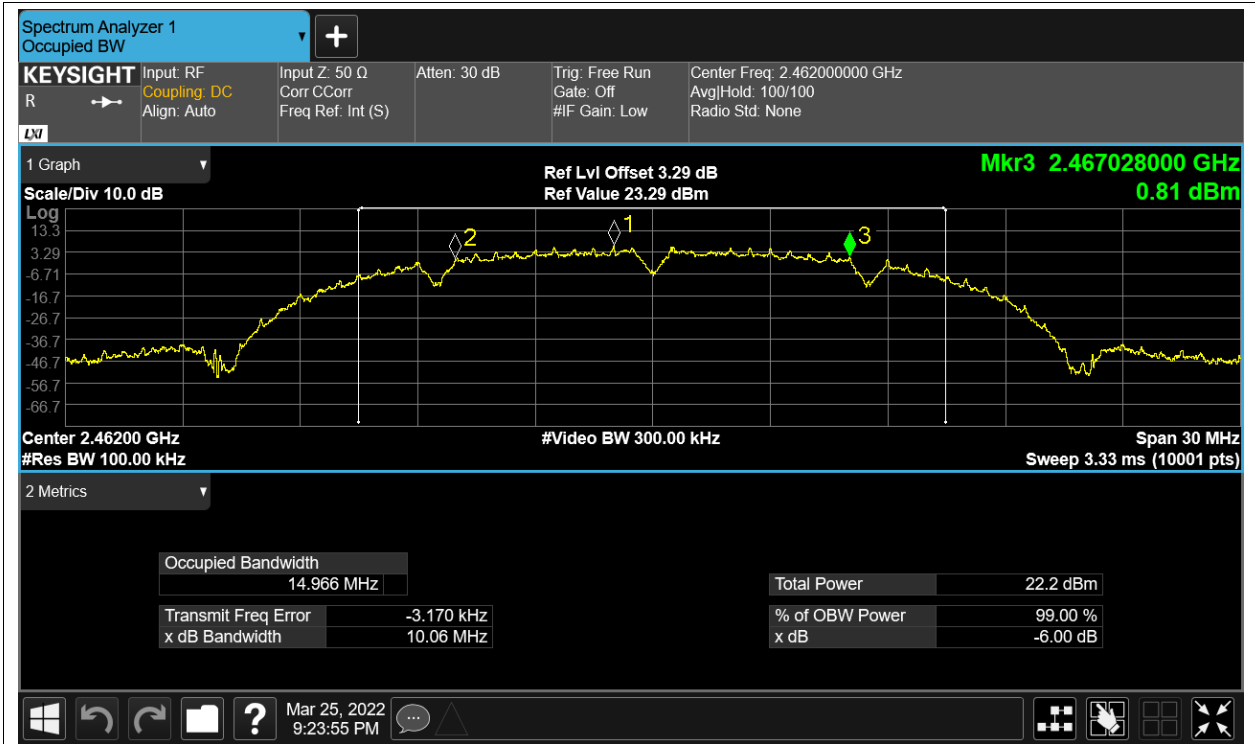 Spectrum Analyzer 1
Occupied BW
+
KEYSIGHT
R
LXI
Input: RF
Coupling: DC
Align: Auto
Input Z: 50 Ω
Corr CCorr
Freq Ref: Int (S)
Atten: 30 dB
Trig: Free Run
Gate: Off
#IF Gain: Low
Center Freq: 2.462000000 GHz
Avg|Hold: 100/100
Radio Std: None
1 Graph
Scale/Div 10.0 dB
Ref Lvl Offset 3.29 dB
Ref Value 23.29 dBm
Mkr3 2.467028000 GHz
0.81 dBm
Log
13.3
3.29
-6.71
-16.7
-26.7
-36.7
-46.7
-56.7
-66.7
2
1
3
Center 2.46200 GHz
#Video BW 300.00 kHz
Span 30 MHz
#Res BW 100.00 kHz
Sweep 3.33 ms (10001 pts)
2 Metrics
Occupied Bandwidth
14.966 MHz
Transmit Freq Error -3.170 kHz
x dB Bandwidth 10.06 MHz
Total Power 22.2 dBm
% of OBW Power 99.00 %
x dB -6.00 dB
?
Mar 25, 2022
9:23:55 PM